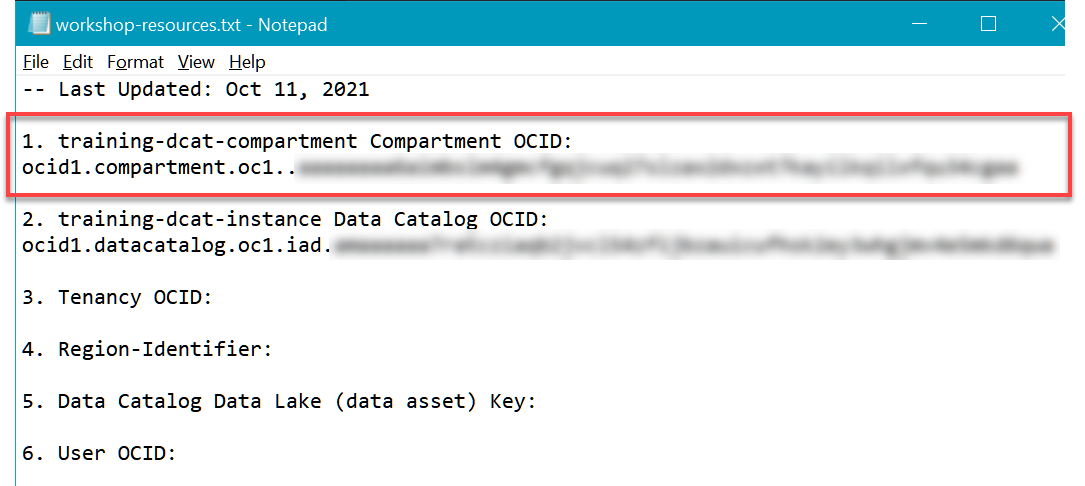 workshop-resources.txt - Notepad
File Edit Format View Help
-- Last Updated: Oct 11, 2021
1. training-dcat-compartment Compartment OCID:
ocid1.compartment.oc1..
2. training-dcat-instance Data Catalog OCID:
ocid1.datacatalog.oc1.iad.
3. Tenancy OCID:
4. Region-Identifier:
5. Data Catalog Data Lake (data asset) Key:
6. User OCID: